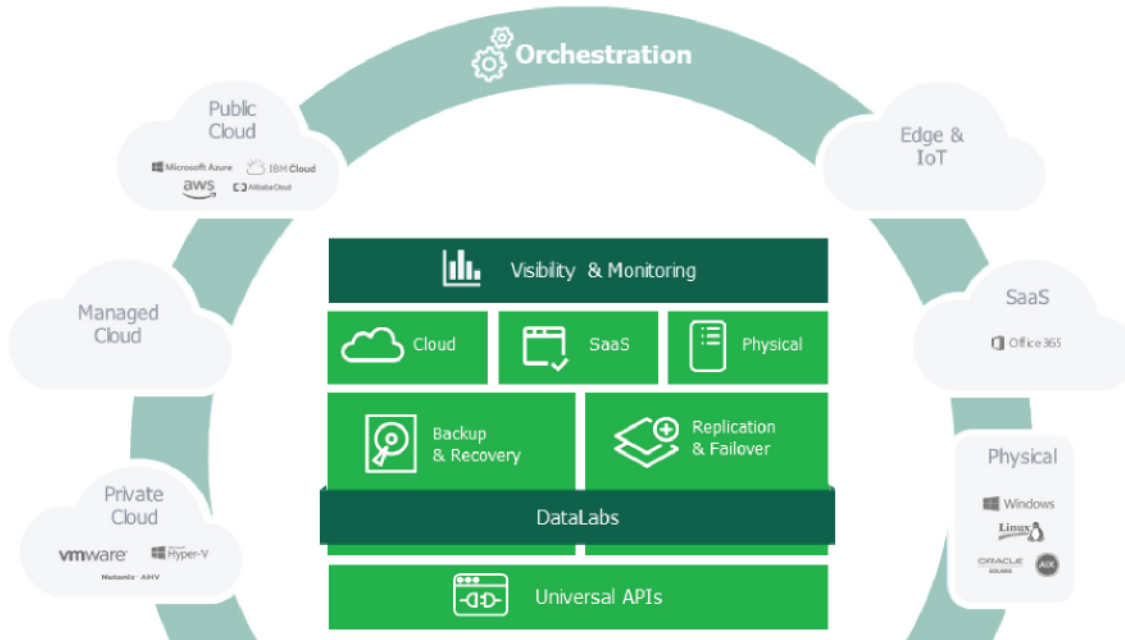 Orchestration
Public
Cloud
Microsoft Azure
IBM Cloud
aws
Alibaba Cloud
Edge &
IoT
Visibility & Monitoring
Managed
Cloud
SaaS
Office 365
Cloud
SaaS
Physical
Backup
& Recovery
Replication
& Failover
Physical
Windows
Linux
ORACLE
SOLARIS
AIX
Private
Cloud
vmware
Microsoft
Hyper-V
Nutanix AHV
DataLabs
Universal APIs